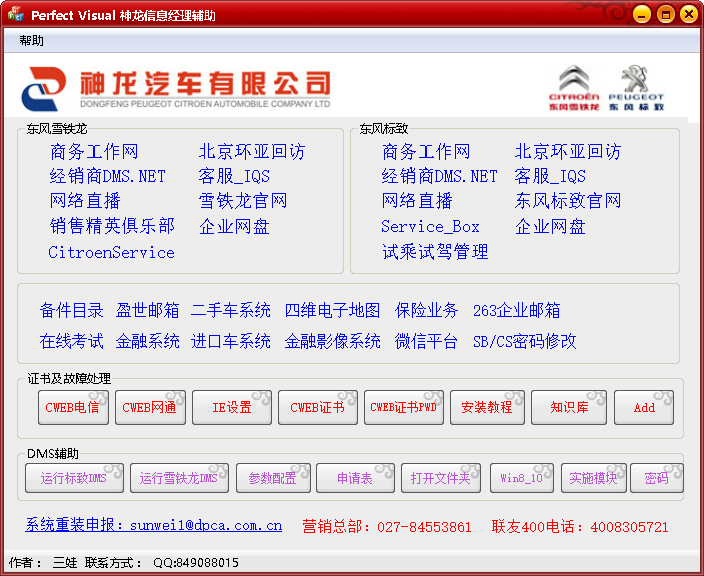 Perfect Visual 神龙信息经理辅助
帮助
神龙汽车有限公司
DONGFENG PEUGEOT CITROEN AUTOMOBILE COMPANY LTD
CITROËN PEUGEOT
东风雪铁龙 东风标致
东风雪铁龙
商务工作网 北京环亚回访
经销商DMS.NET 客服_IQS
网络直播 雪铁龙官网
销售精英俱乐部 企业网盘
CitroenService
东风标致
商务工作网 北京环亚回访
经销商DMS.NET 客服_IQS
网络直播 东风标致官网
Service_Box 企业网盘
试乘试驾管理
备件目录 盈世邮箱 二手车系统 四维电子地图 保险业务 263企业邮箱
在线考试 金融系统 进口车系统 金融影像系统 微信平台 SB/CS密码修改
证书及故障处理
CWEB电信 CWEB网通 IE设置 CWEB证书 CWEB证书PWD 安装教程 知识库 Add
DMS辅助
运行标致DMS 运行雪铁龙DMS 参数配置 申请表 打开文件夹 Win8_10 实施模块 密码
系统重装申报：sunwei1@dpca.com.cn 营销总部：027-84553861 联友400电话：4008305721
作者： 三娃 联系方式： QQ:849088015